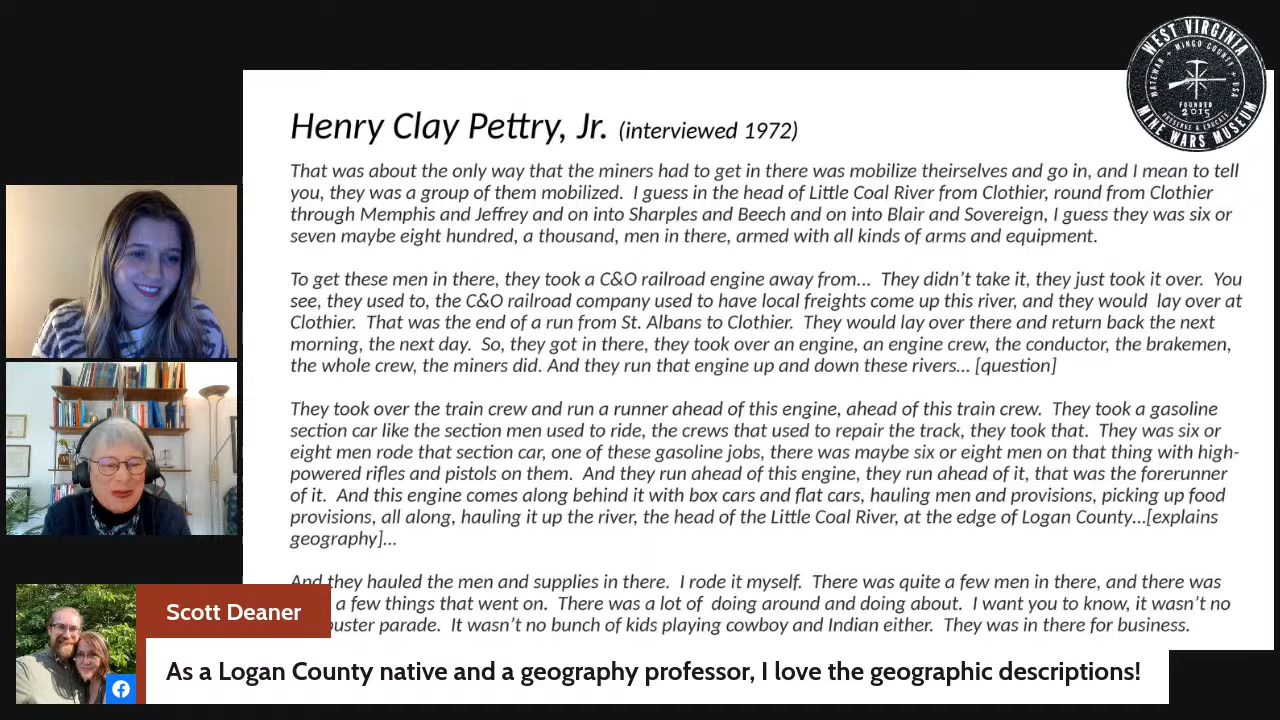 WEST VIRGINIA
MATEWAN + MINGO COUNTY + USA
FOUNDED
2015
PRESERVE & EDUCATE
MINE WARS MUSEUM
Henry Clay Pettry, Jr. (interviewed 1972)
That was about the only way that the miners had to get in there was mobilize theirselves and go in, and I mean to tell
you, they was a group of them mobilized. I guess in the head of Little Coal River from Clothier, round from Clothier
through Memphis and Jeffrey and on into Sharples and Beech and on into Blair and Sovereign, I guess they was six or
seven maybe eight hundred, a thousand, men in there, armed with all kinds of arms and equipment.
To get these men in there, they took a C&O railroad engine away from... They didn't take it, they just took it over. You
see, they used to, the C&O railroad company used to have local freights come up this river, and they would lay over at
Clothier. That was the end of a run from St. Albans to Clothier. They would lay over there and return back the next
morning, the next day. So, they got in there, they took over an engine, an engine crew, the conductor, the brakemen,
the whole crew, the miners did. And they run that engine up and down these rivers... [question]
They took over the train crew and run a runner ahead of this engine, ahead of this train crew. They took a gasoline
section car like the section men used to ride, the crews that used to repair the track, they took that. They was six or
eight men rode that section car, one of these gasoline jobs, there was maybe six or eight men on that thing with high-
powered rifles and pistols on them. And they run ahead of this engine, they run ahead of it, that was the forerunner
of it. And this engine comes along behind it with box cars and flat cars, hauling men and provisions, picking up food
provisions, all along, hauling it up the river, the head of the Little Coal River, at the edge of Logan County...[explains
geography]...
And they hauled the men and supplies in there. I rode it myself. There was quite a few men in there, and there was
a few things that went on. There was a lot of doing around and doing about. I want you to know, it wasn't no
buster parade. It wasn't no bunch of kids playing cowboy and Indian either. They was in there for business.
Scott Deaner
As a Logan County native and a geography professor, I love the geographic descriptions!